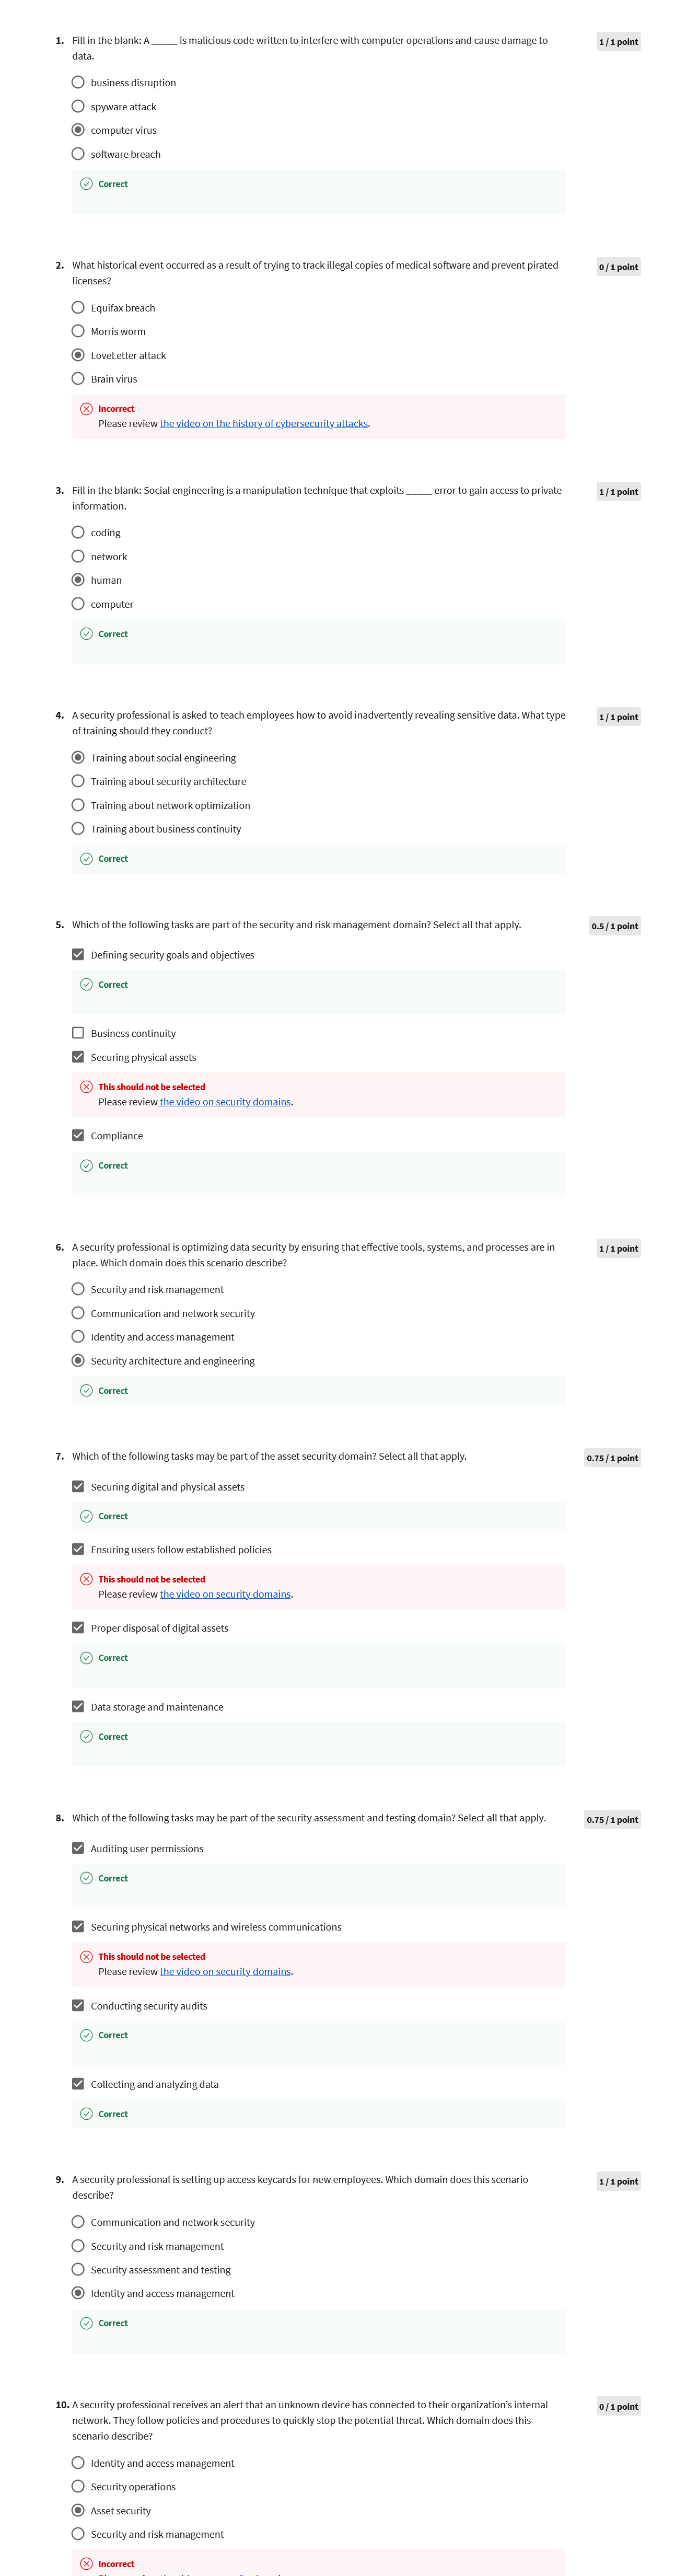 1. Fill in the blank: A _____ is malicious code written to interfere with computer operations and cause damage to
data.
1 / 1 point
business disruption
spyware attack
computer virus
software breach
Correct
2. What historical event occurred as a result of trying to track illegal copies of medical software and prevent pirated
licenses?
0 / 1 point
Equifax breach
Morris worm
LoveLetter attack
Brain virus
Incorrect
Please review the video on the history of cybersecurity attacks.
3. Fill in the blank: Social engineering is a manipulation technique that exploits _____ error to gain access to private
information.
1 / 1 point
coding
network
human
computer
Correct
4. A security professional is asked to teach employees how to avoid inadvertently revealing sensitive data. What type
of training should they conduct?
1 / 1 point
Training about social engineering
Training about security architecture
Training about network optimization
Training about business continuity
Correct
5. Which of the following tasks are part of the security and risk management domain? Select all that apply.
0.5 / 1 point
Defining security goals and objectives
Correct
Business continuity
Securing physical assets
This should not be selected
Please review the video on security domains.
Compliance
Correct
6. A security professional is optimizing data security by ensuring that effective tools, systems, and processes are in
place. Which domain does this scenario describe?
1 / 1 point
Security and risk management
Communication and network security
Identity and access management
Security architecture and engineering
Correct
7. Which of the following tasks may be part of the asset security domain? Select all that apply.
0.75 / 1 point
Securing digital and physical assets
Correct
Ensuring users follow established policies
This should not be selected
Please review the video on security domains.
Proper disposal of digital assets
Correct
Data storage and maintenance
Correct
8. Which of the following tasks may be part of the security assessment and testing domain? Select all that apply.
0.75 / 1 point
Auditing user permissions
Correct
Securing physical networks and wireless communications
This should not be selected
Please review the video on security domains.
Conducting security audits
Correct
Collecting and analyzing data
Correct
9. A security professional is setting up access keycards for new employees. Which domain does this scenario
describe?
1 / 1 point
Communication and network security
Security and risk management
Security assessment and testing
Identity and access management
Correct
10. A security professional receives an alert that an unknown device has connected to their organization's internal
network. They follow policies and procedures to quickly stop the potential threat. Which domain does this
scenario describe?
0 / 1 point
Identity and access management
Security operations
Asset security
Security and risk management
Incorrect